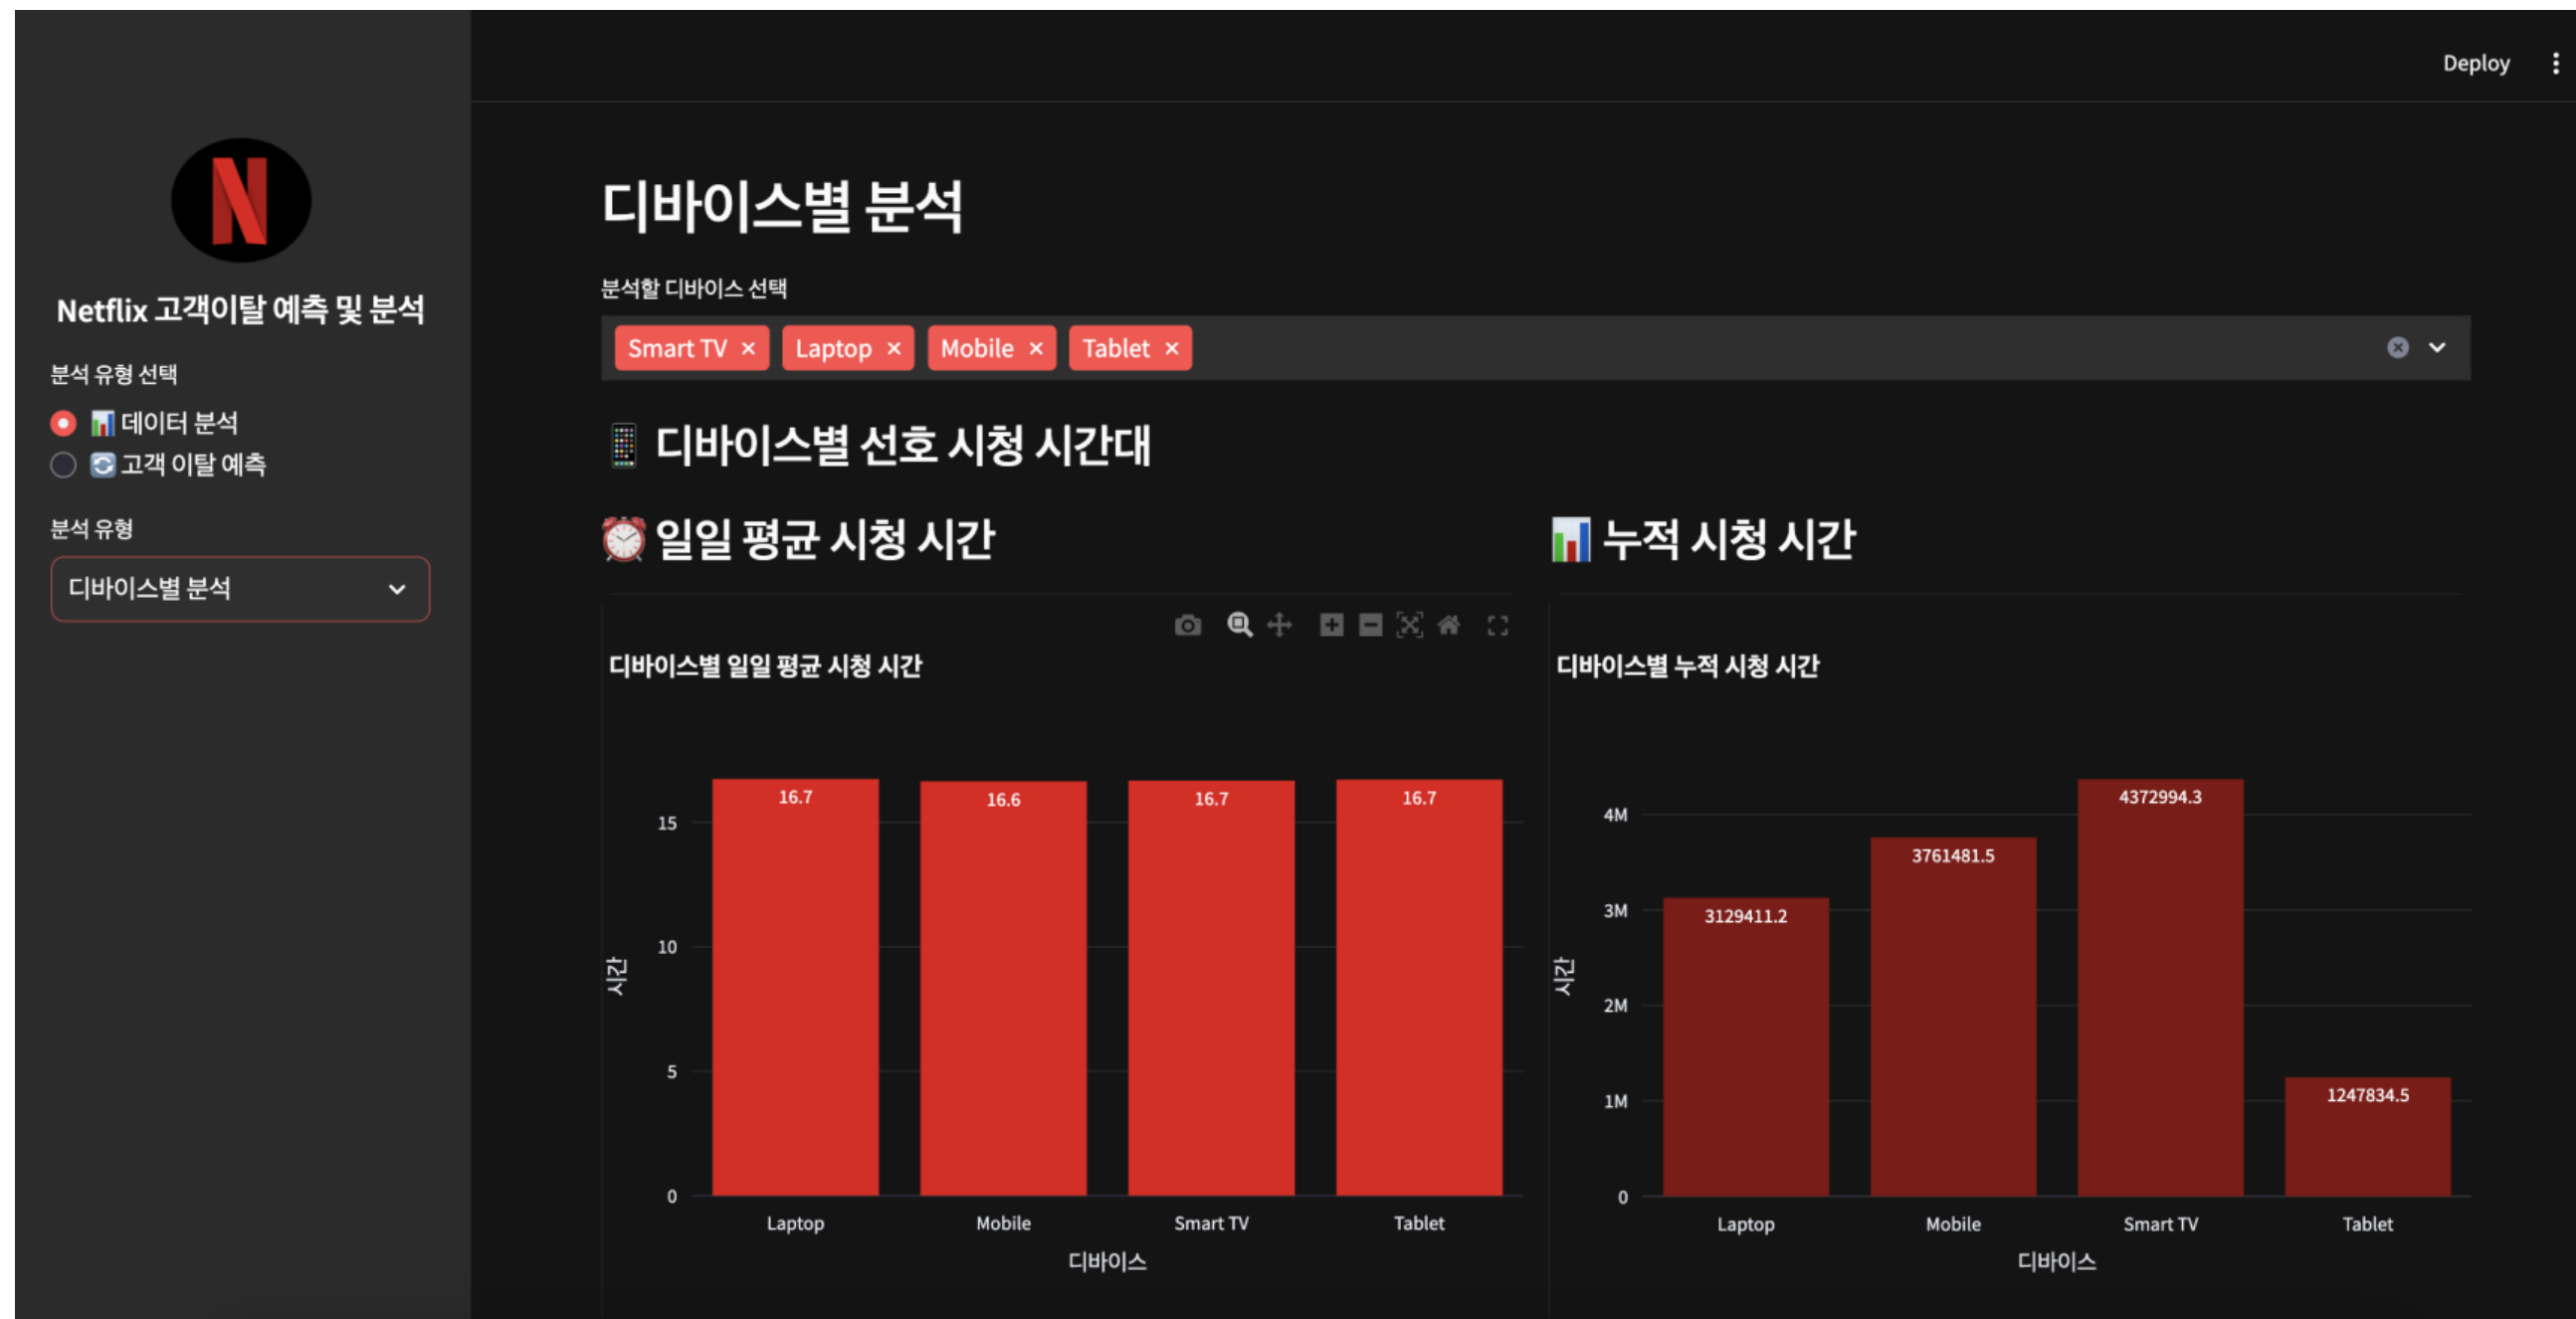 Deploy
Netflix 고객이탈 예측 및 분석
분석 유형 선택
데이터 분석
고객 이탈 예측
분석 유형
디바이스별 분석
디바이스별 분석
분석할 디바이스 선택
Smart TV × Laptop × Mobile × Tablet ×
디바이스별 선호 시청 시간대
일일 평균 시청 시간
디바이스별 일일 평균 시청 시간
16.7 16.6 16.7 16.7
15
10
5
0
시간
Laptop Mobile Smart TV Tablet
디바이스
누적 시청 시간
디바이스별 누적 시청 시간
4372994.3
3761481.5
3129411.2
1247834.5
4M
3M
2M
1M
0
시간
Laptop Mobile Smart TV Tablet
디바이스